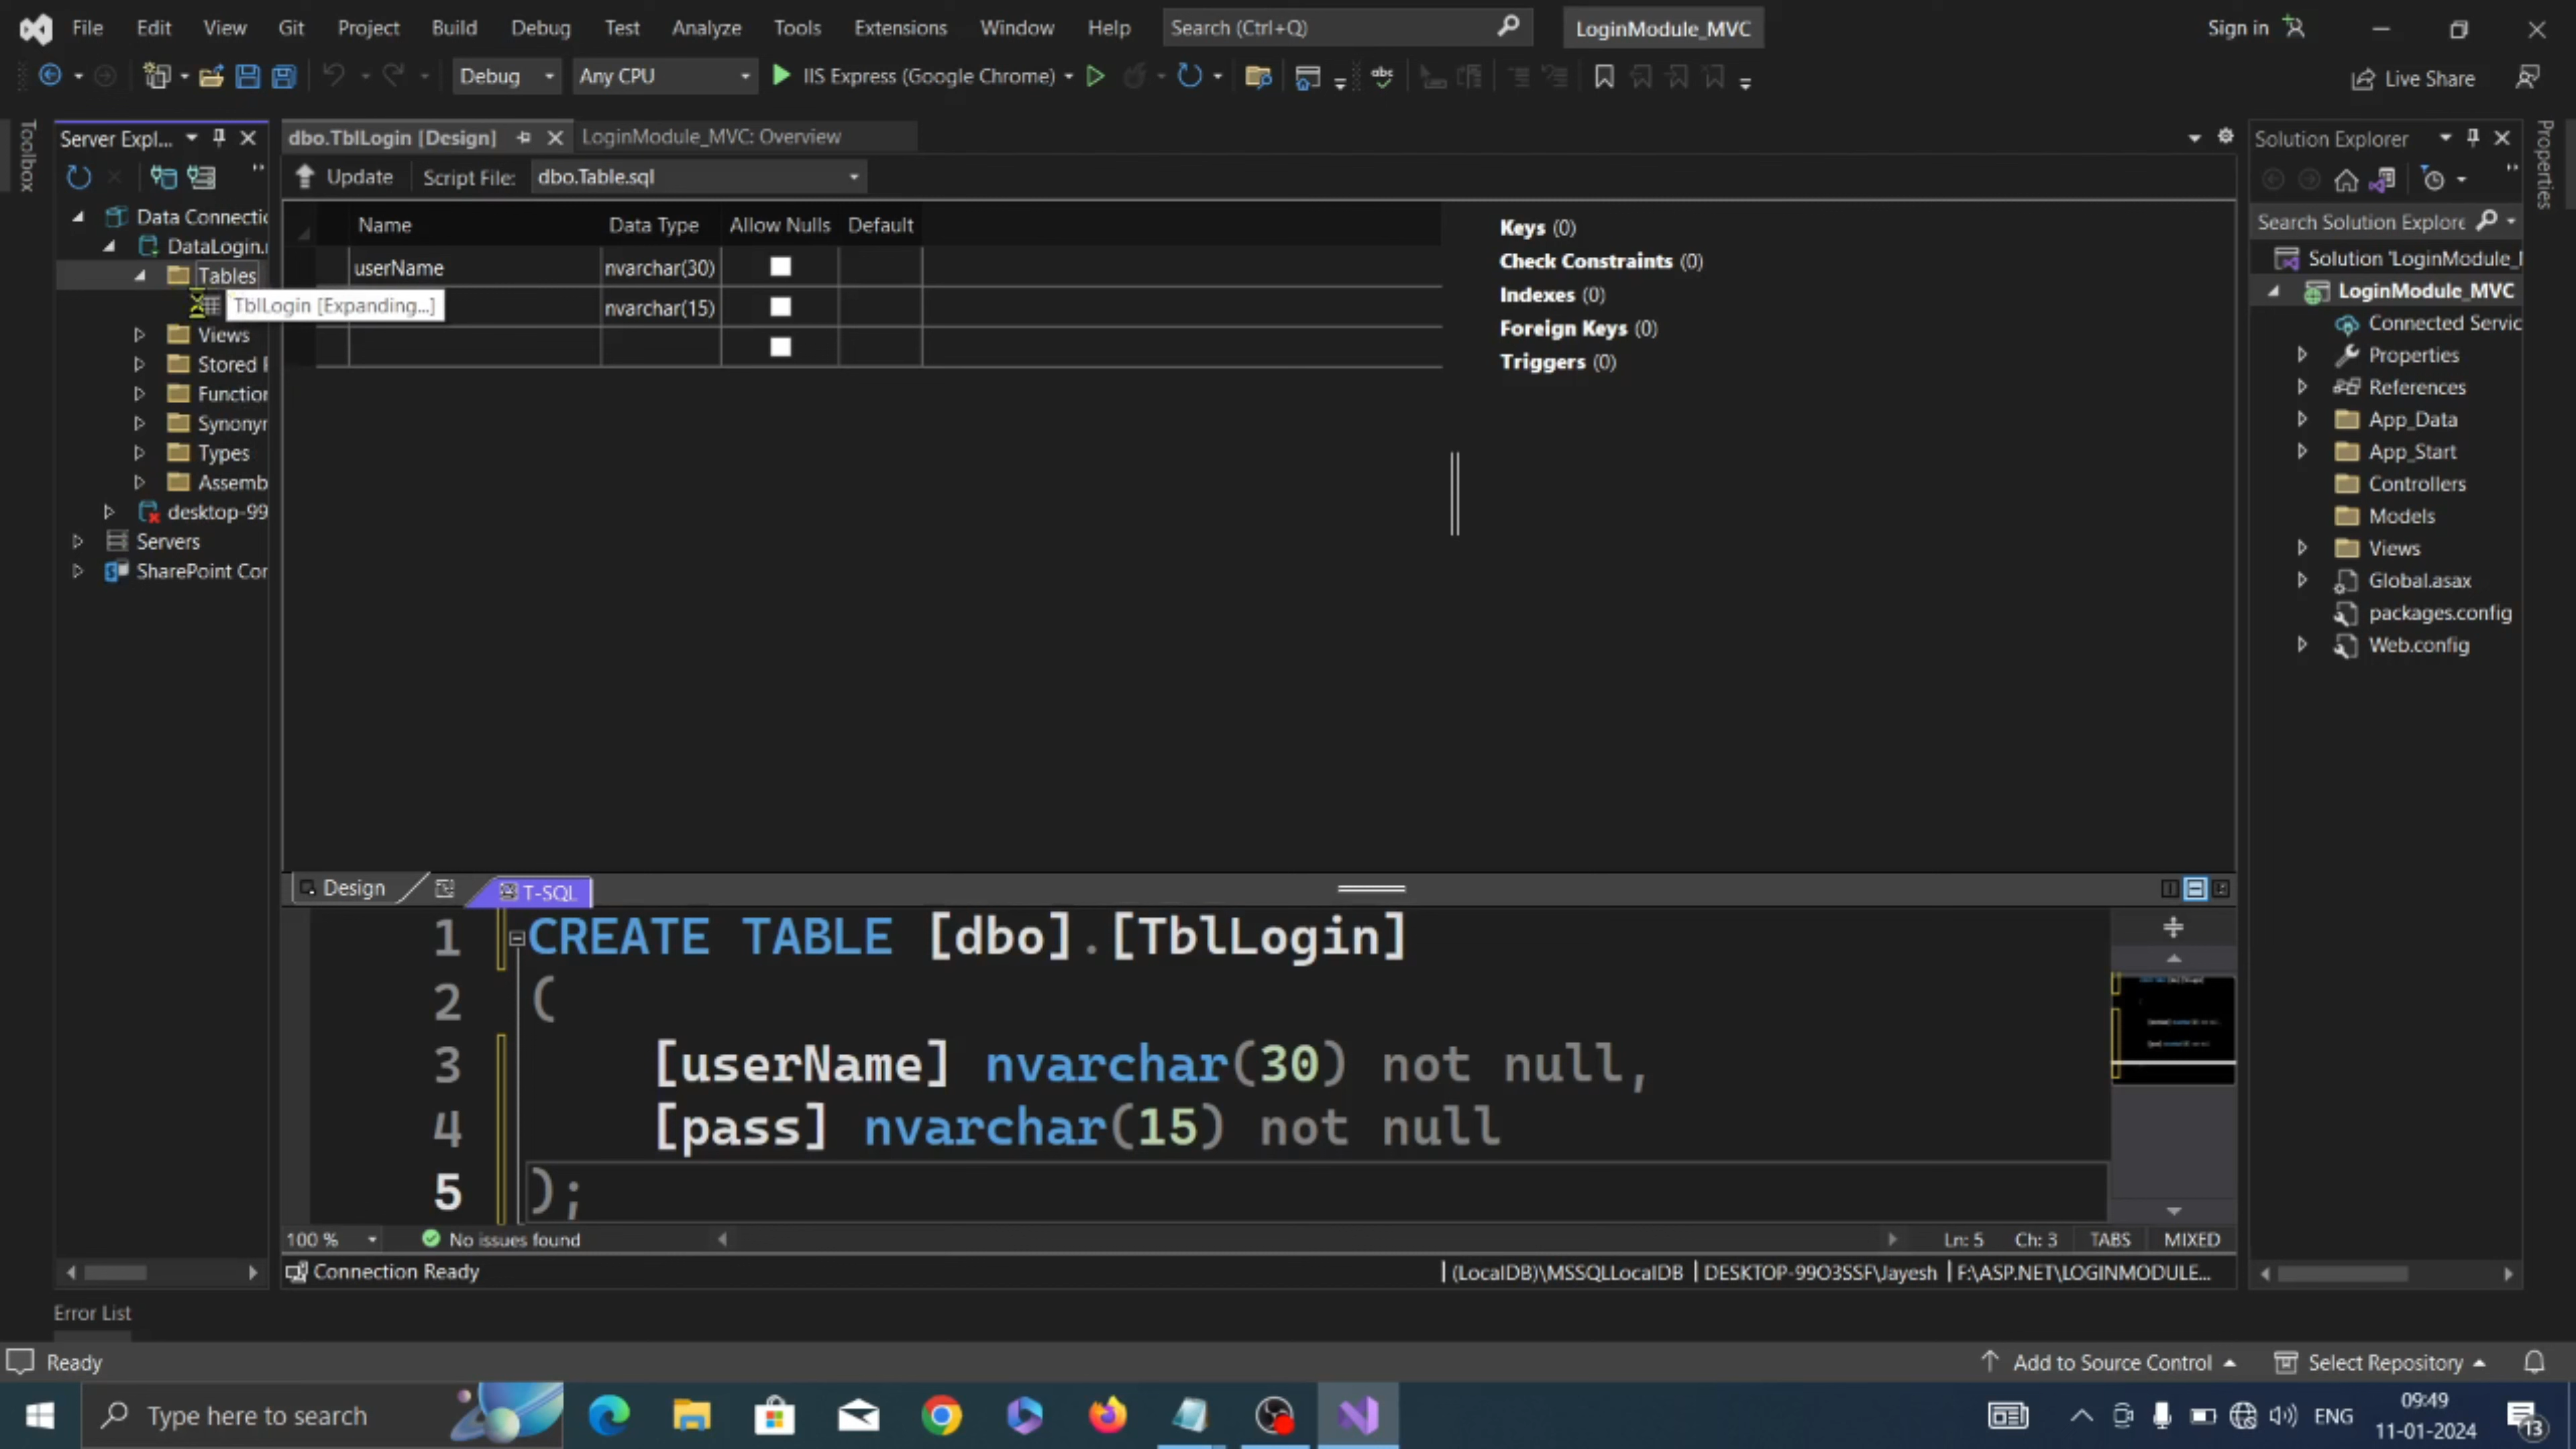 File Edit View Git Project Build Debug Test Analyze Tools Extensions Window Help Search (Ctrl+Q) LoginModule_MVC Sign in
Debug Any CPU IIS Express (Google Chrome) Live Share
Toolbox
Server Expl...
dbo.TblLogin [Design] LoginModule_MVC: Overview
Update Script File: dbo.Table.sql
Data Connectic
DataLogin.r
Tables
TblLogin [Expanding...]
Views
Stored F
Function
Synonyr
Types
Assemb
desktop-99
Servers
SharePoint Cor
Name Data Type Allow Nulls Default
userName nvarchar(30)
nvarchar(15)
Keys (0)
Check Constraints (0)
Indexes (0)
Foreign Keys (0)
Triggers (0)
Solution Explorer
Search Solution Explore
Solution 'LoginModule_
LoginModule_MVC
Connected Servic
Properties
References
App_Data
App_Start
Controllers
Models
Views
Global.asax
packages.config
Web.config
Properties
Design T-SQL
1 CREATE TABLE [dbo].[TblLogin]
2 (
3 [userName] nvarchar(30) not null,
4 [pass] nvarchar(15) not null
5 );
100 % No issues found Ln: 5 Ch: 3 TABS MIXED
Connection Ready (LocalDB)\MSSQLLocalDB DESKTOP-99O3SSF\Jayesh F:\ASP.NET\LOGINMODULE...
Error List
Ready Add to Source Control Select Repository
Type here to search ENG 09:49
11-01-2024
13